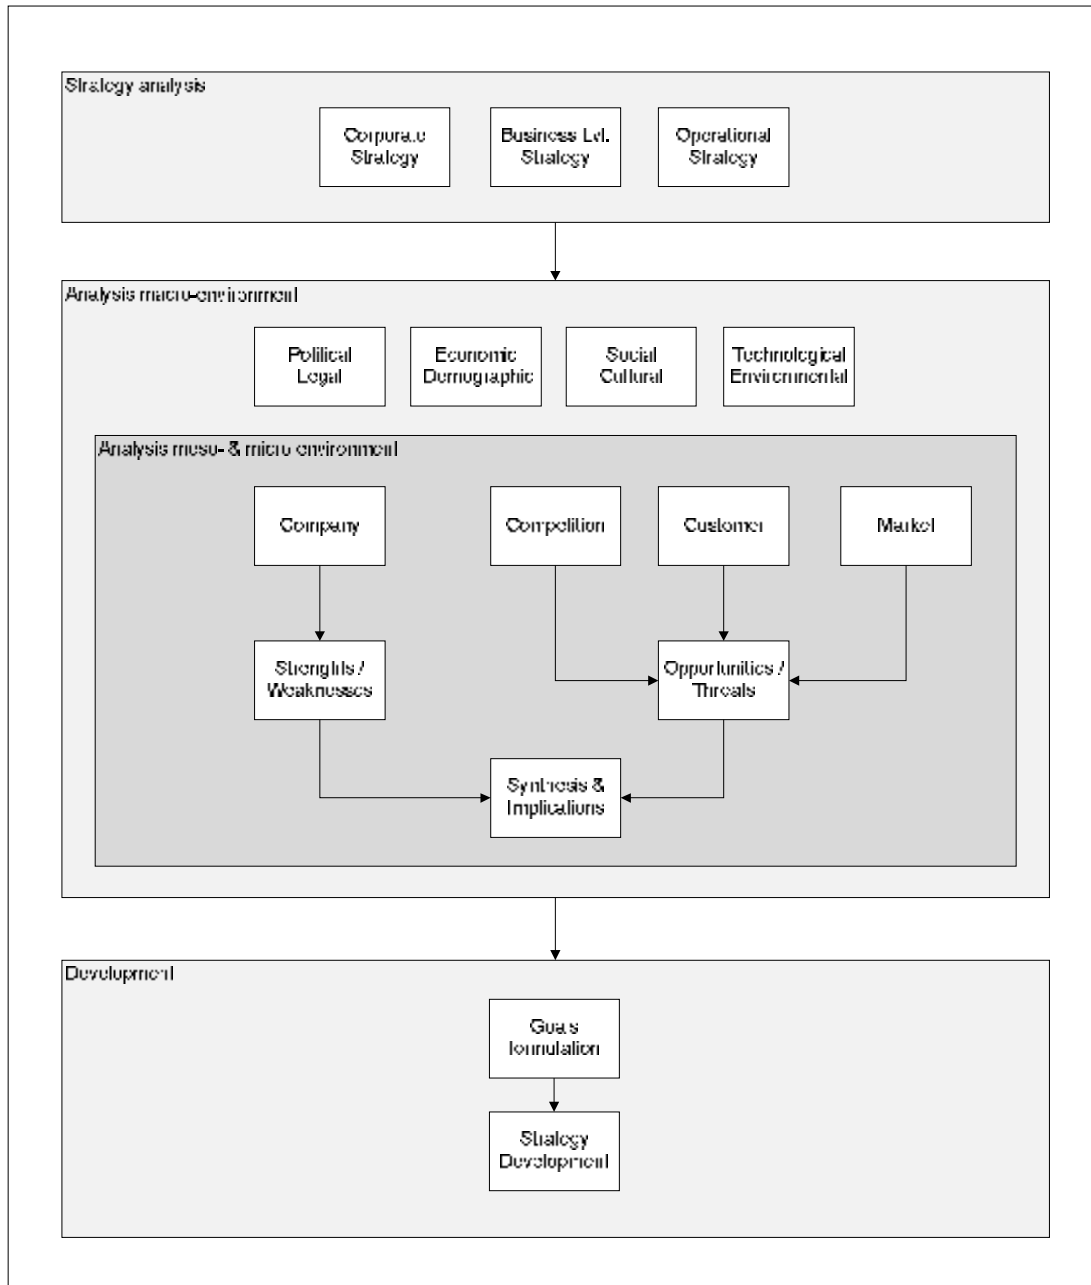 Strategy analysis
Corporate
Strategy
Business Lvl.
Strategy
Operational
Strategy
Analysis macro-environment
Political
Legal
Economic
Demographic
Social
Cultural
Technological
Environmental
Analysis meso- & micro environment
Company
Competition
Customer
Market
Strengths /
Weaknesses
Opportunities /
Threats
Synthesis &
Implications
Development
Goals
formulation
Strategy
Development